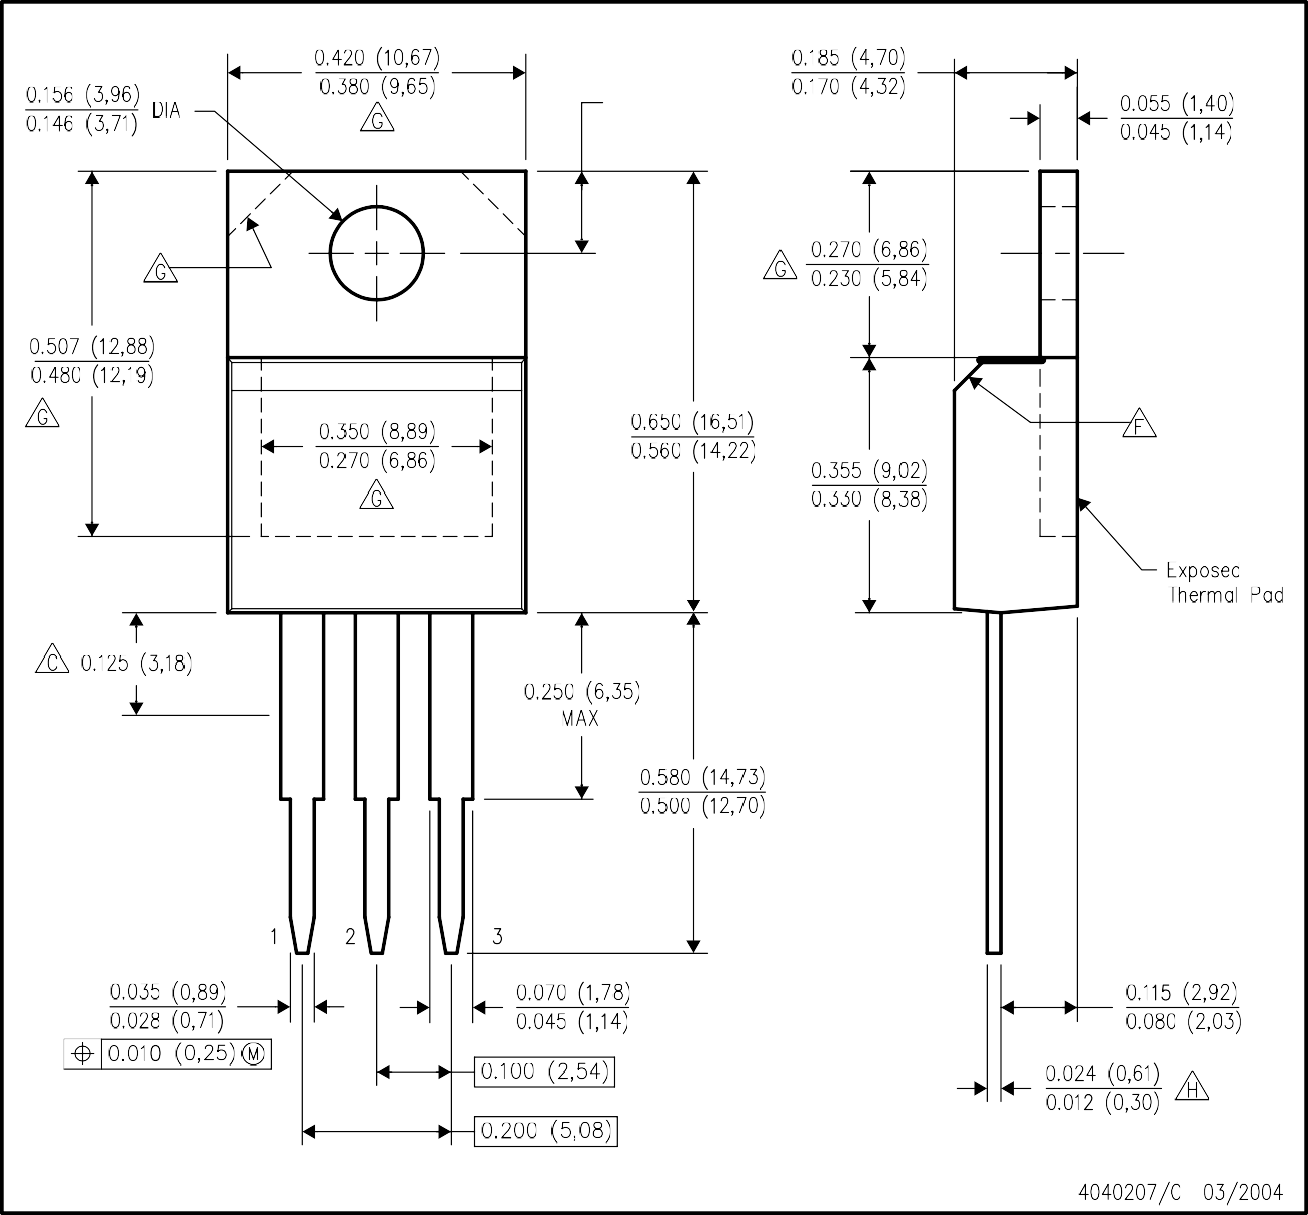 0.420 (10,67)
0.380 (9,65)
G
0.185 (4,70)
0.170 (4,32)
0.156 (3,96)
0.146 (3,71)
DIA
0.055 (1,40)
0.045 (1,14)
G
G
0.270 (6,86)
0.230 (5,84)
0.507 (12,88)
0.480 (12,19)
G
0.350 (8,89)
0.270 (6,86)
G
0.650 (16,51)
0.560 (14,22)
F
0.355 (9,02)
0.330 (8,38)
Exposed
Thermal Pad
C 0.125 (3,18)
0.250 (6,35)
MAX
0.580 (14,73)
0.500 (12,70)
1 2 3
0.035 (0,89)
0.028 (0,71)
⌖ 0.010 (0,25) Ⓜ
0.070 (1,78)
0.045 (1,14)
0.100 (2,54)
0.200 (5,08)
0.115 (2,92)
0.080 (2,03)
0.024 (0,61)
0.012 (0,30)
H
4040207/C 03/2004